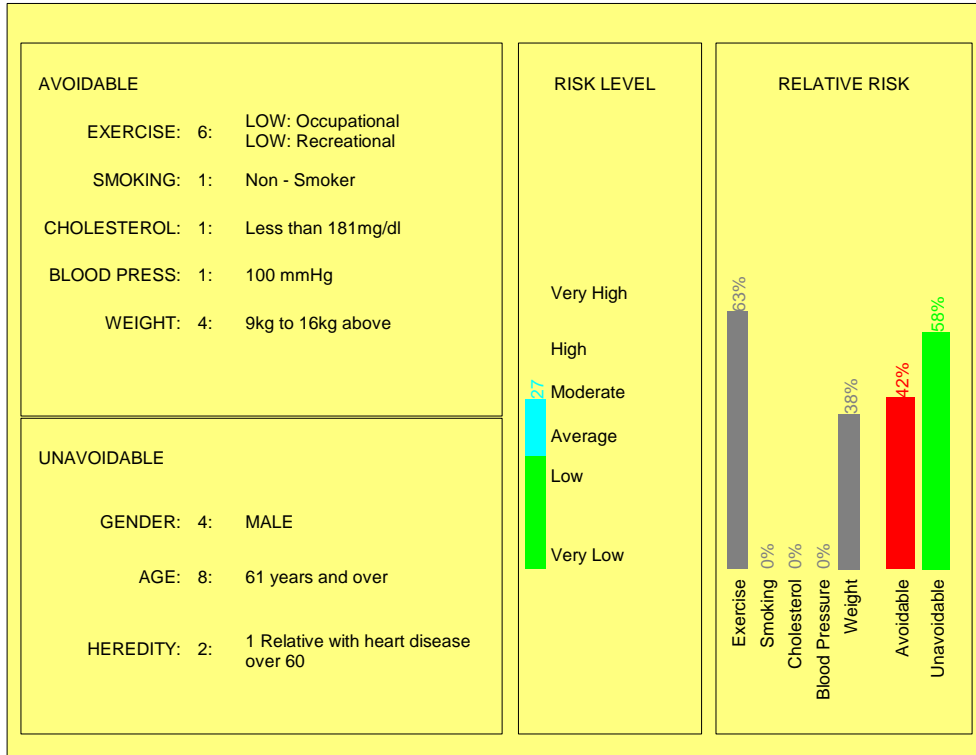 AVOIDABLE
EXERCISE: 6: LOW: Occupational
LOW: Recreational
SMOKING: 1: Non - Smoker
CHOLESTEROL: 1: Less than 181mg/dl
BLOOD PRESS: 1: 100 mmHg
WEIGHT: 4: 9kg to 16kg above
UNAVOIDABLE
GENDER: 4: MALE
AGE: 8: 61 years and over
HEREDITY: 2: 1 Relative with heart disease
over 60
RISK LEVEL
Very High
High
Moderate
27
Average
Low
Very Low
RELATIVE RISK
63%
0%
0%
0%
38%
42%
58%
Exercise
Smoking
Cholesterol
Blood Pressure
Weight
Avoidable
Unavoidable